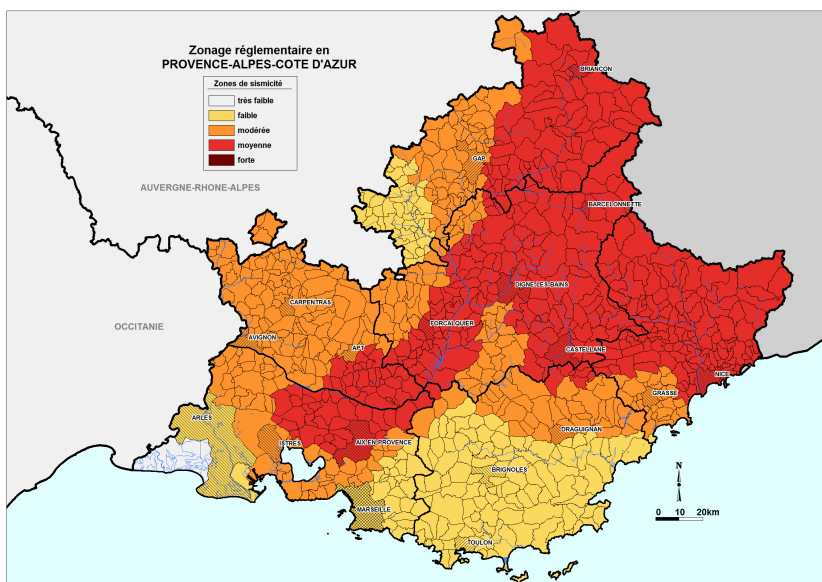 Zonage réglementaire en
PROVENCE-ALPES-COTE D'AZUR
Zones de sismicité
très faible
faible
modérée
moyenne
forte
BRIANÇON
GAP
AUVERGNE-RHONE-ALPES
BARCELONNETTE
DIGNE-LES-BAINS
CARPENTRAS
FORCALQUIER
OCCITANIE
AVIGNON
APT
CASTELLANE
NICE
GRASSE
ARLES
DRAGUIGNAN
ISTRES
AIX-EN-PROVENCE
BRIGNOLES
N
MARSEILLE
0 10 20km
TOULON